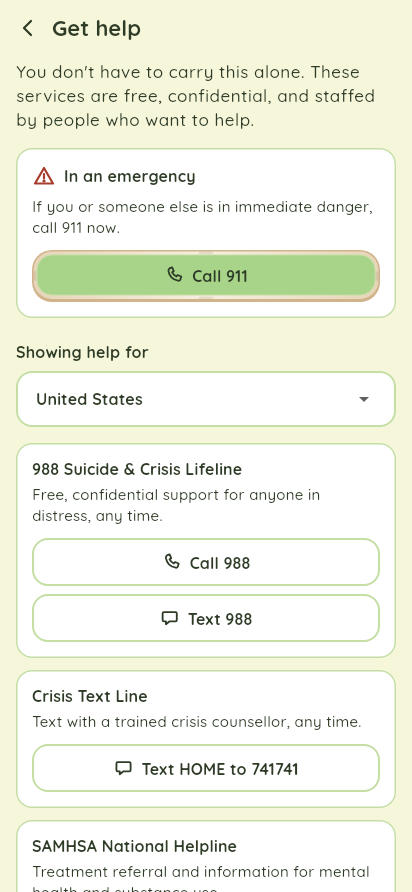 Get help
You don't have to carry this alone. These
services are free, confidential, and staffed
by people who want to help.
In an emergency
If you or someone else is in immediate danger,
call 911 now.
Call 911
Showing help for
United States
988 Suicide & Crisis Lifeline
Free, confidential support for anyone in
distress, any time.
Call 988
Text 988
Crisis Text Line
Text with a trained crisis counsellor, any time.
Text HOME to 741741
SAMHSA National Helpline
Treatment referral and information for mental
health and substance use